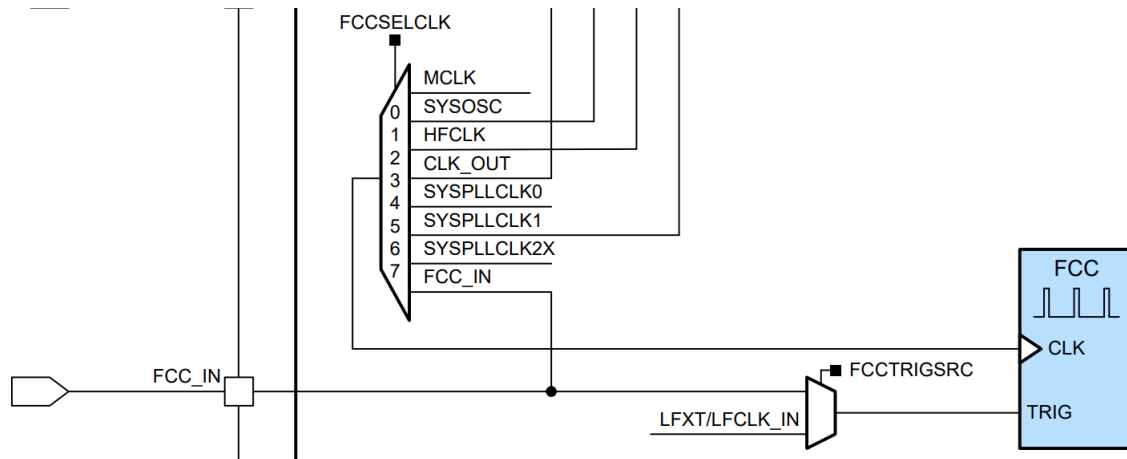 FCCSELCLK
MCLK
0
SYSOSC
1
HFCLK
2
CLK_OUT
3
SYSPLLCLK0
4
SYSPLLCLK1
5
SYSPLLCLK2X
6
FCC_IN
7
FCC
CLK
FCC_IN
FCCTRIGSRC
LFXT/LFCLK_IN
TRIG